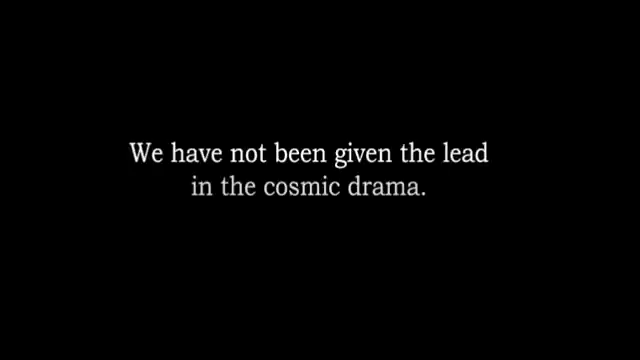 We have not been given the lead
in the cosmic drama.